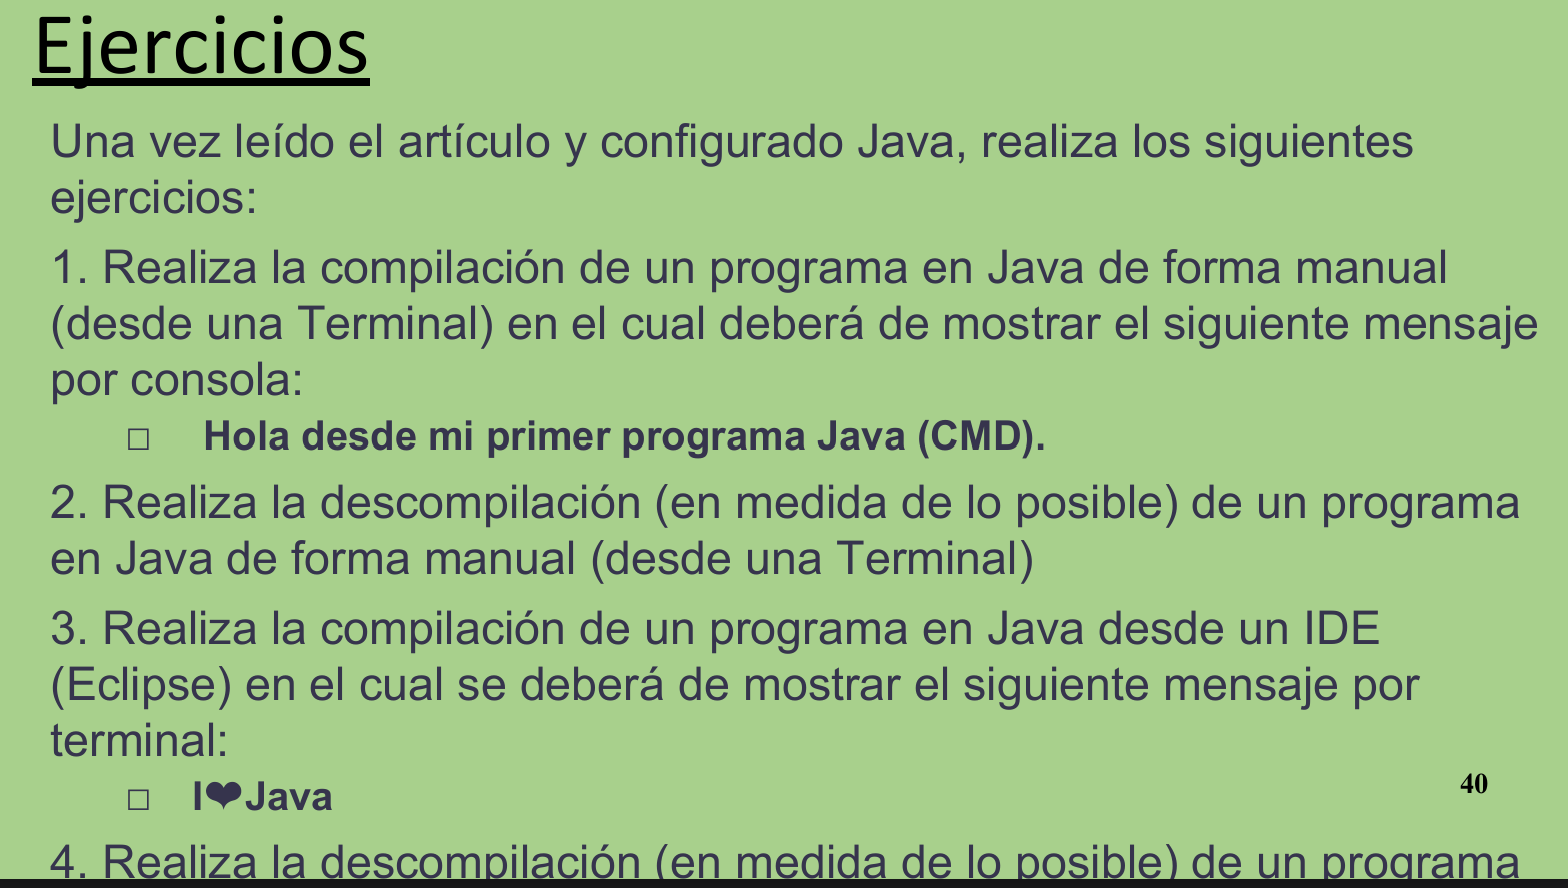 Ejercicios
Una vez leído el artículo y configurado Java, realiza los siguientes
ejercicios:
1. Realiza la compilación de un programa en Java de forma manual
(desde una Terminal) en el cual deberá de mostrar el siguiente mensaje
por consola:
□ Hola desde mi primer programa Java (CMD).
2. Realiza la descompilación (en medida de lo posible) de un programa
en Java de forma manual (desde una Terminal)
3. Realiza la compilación de un programa en Java desde un IDE
(Eclipse) en el cual se deberá de mostrar el siguiente mensaje por
terminal:
□ I❤Java
40
4. Realiza la descompilación (en medida de lo posible) de un programa